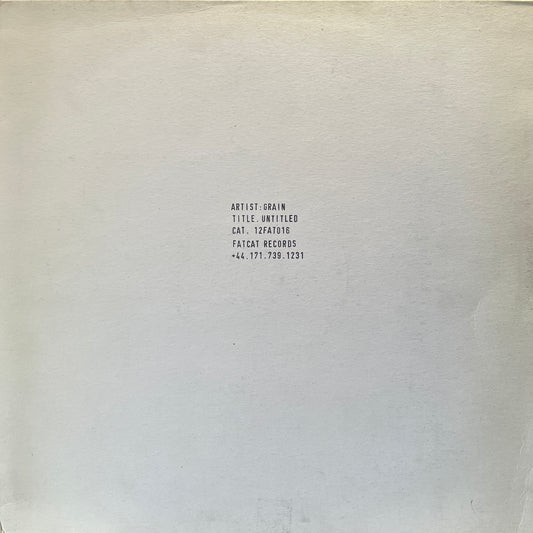 ARTIST:GRAIN
TITLE. UNTITLED
CAT. 12FAT016
FATCAT RECORDS
+44.171.739.1231